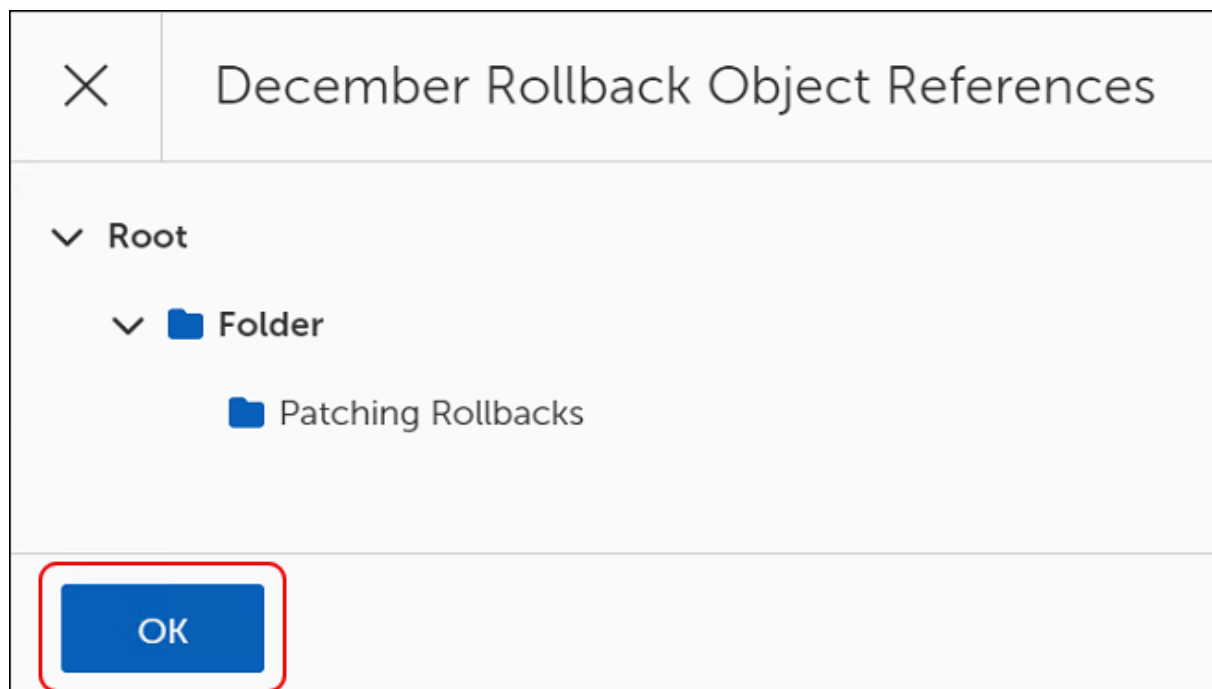 December Rollback Object References
Root
Folder
Patching Rollbacks
OK